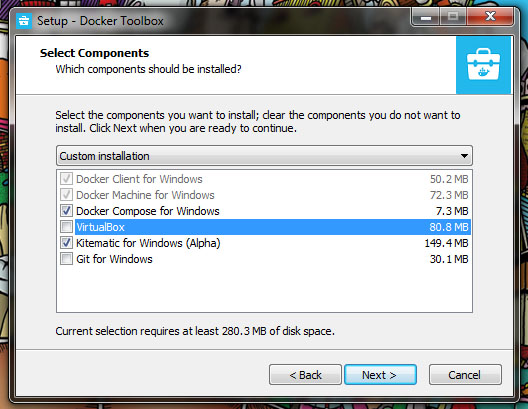 Setup - Docker Toolbox
Select Components
Which components should be installed?
Select the components you want to install; clear the components you do not want to
install. Click Next when you are ready to continue.
Custom installation
Docker Client for Windows 50.2 MB
Docker Machine for Windows 72.3 MB
Docker Compose for Windows 7.3 MB
VirtualBox 80.8 MB
Kitematic for Windows (Alpha) 149.4 MB
Git for Windows 30.1 MB
Current selection requires at least 280.3 MB of disk space.
< Back Next > Cancel